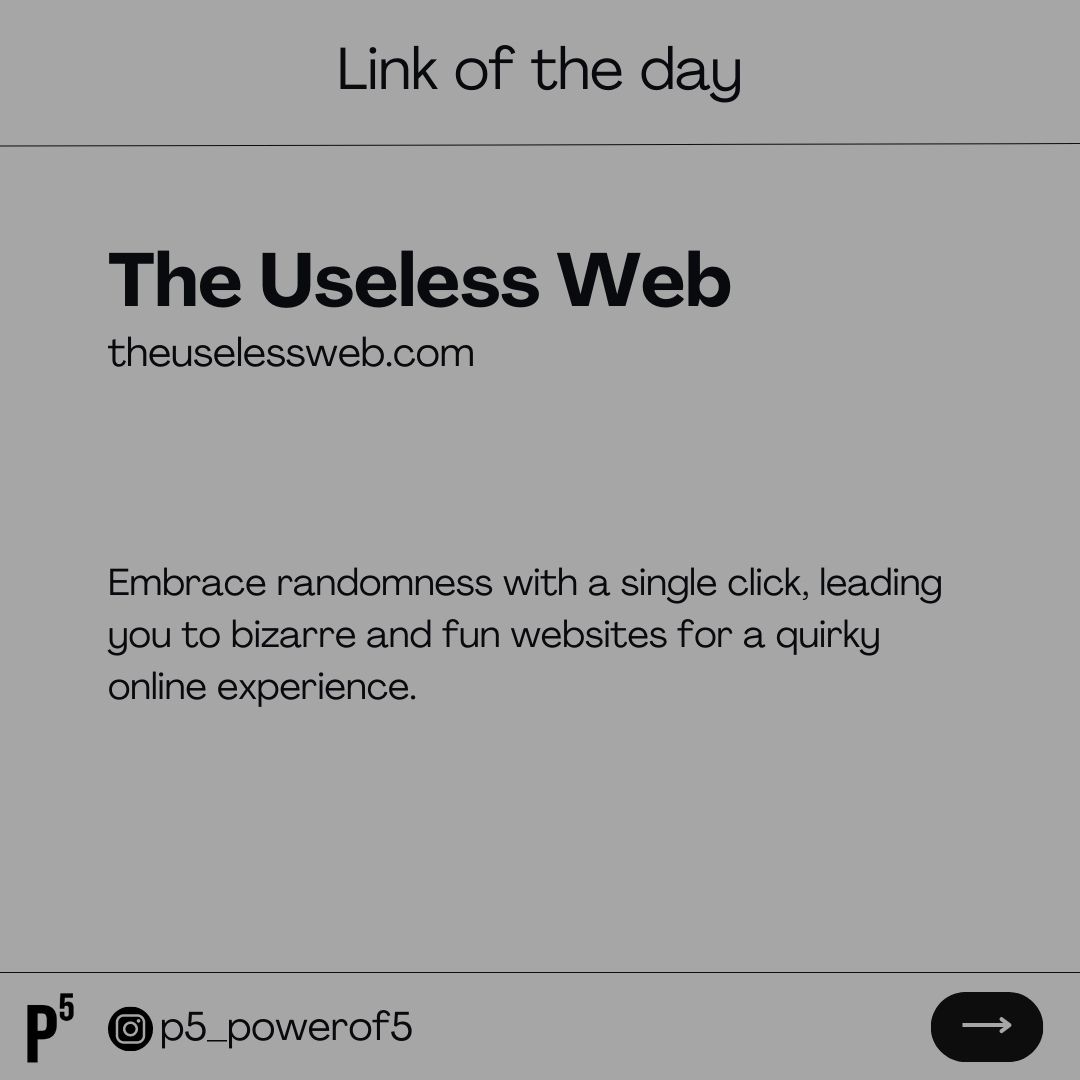 Link of the day
The Useless Web
theuselessweb.com
Embrace randomness with a single click, leading
you to bizarre and fun websites for a quirky
online experience.
P5
p5_powerof5